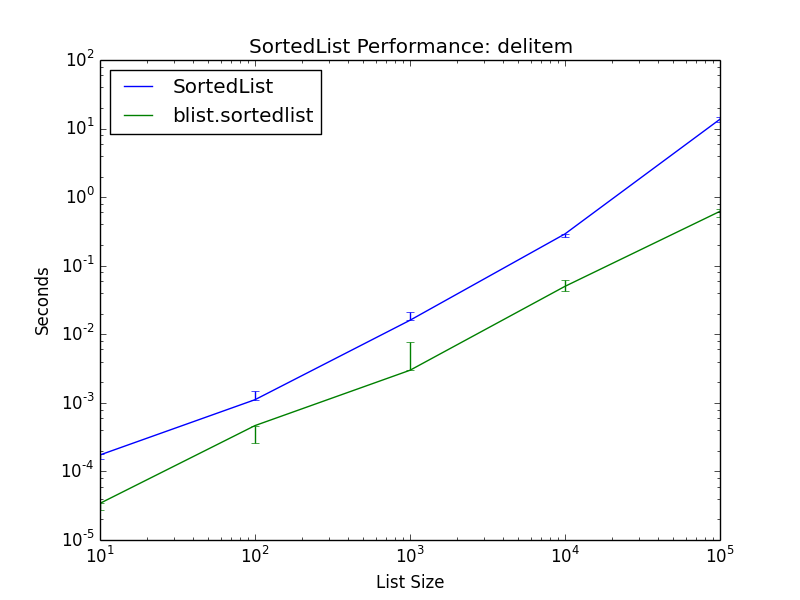 SortedList Performance: delitem
SortedList
blist.sortedlist
10^2
10^1
10^0
10^-1
10^-2
10^-3
10^-4
10^-5
Seconds
10^1 10^2 10^3 10^4 10^5
List Size